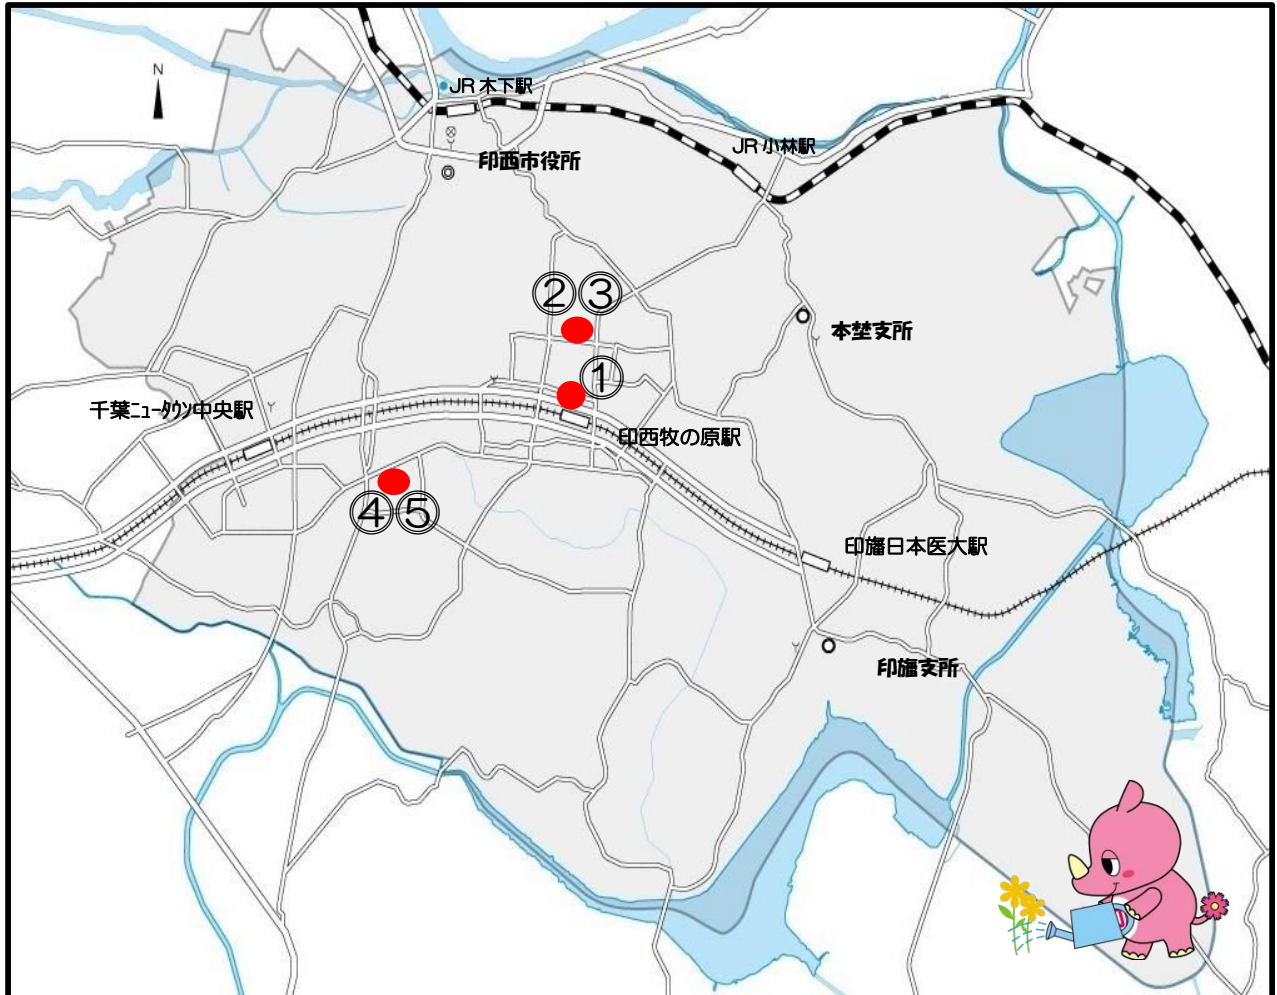 N
JR木下駅
JR小林駅
印西市役所
②③
本埜支所
①
千葉ニュータウン中央駅
印西牧の原駅
④⑤
印旛日本医大駅
印旛支所